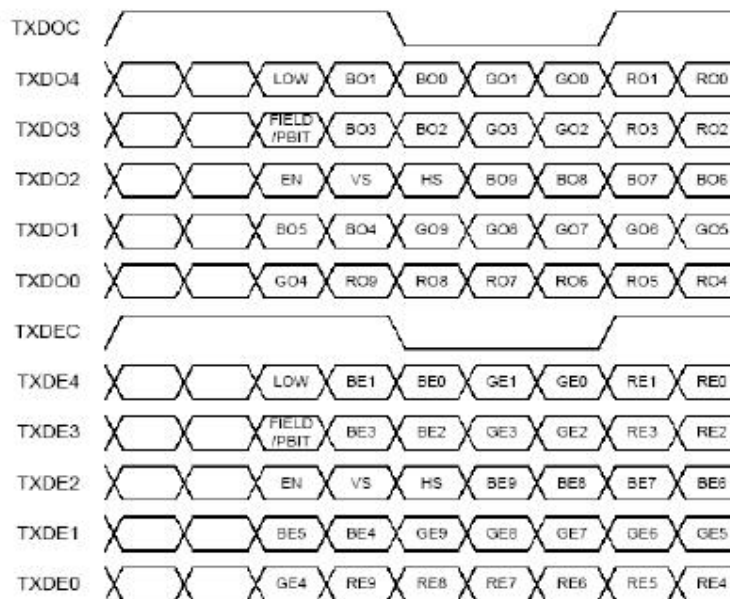 TXDOC
TXDO4 LOW BO1 BO0 GO1 GO0 RO1 RO0
TXDO3 FIELD /PBIT BO3 BO2 GO3 GO2 RO3 RO2
TXDO2 EN VS HS BO9 BO8 BO7 BO6
TXDO1 BO5 BO4 GO9 GO8 GO7 GO6 GO5
TXDO0 GO4 RO9 RO8 RO7 RO6 RO5 RO4
TXDEC
TXDE4 LOW BE1 BE0 GE1 GE0 RE1 RE0
TXDE3 FIELD /PBIT BE3 BE2 GE3 GE2 RE3 RE2
TXDE2 EN VS HS BE9 BE8 BE7 BE6
TXDE1 BE5 BE4 GE9 GE8 GE7 GE6 GE5
TXDE0 GE4 RE9 RE8 RE7 RE6 RE5 RE4